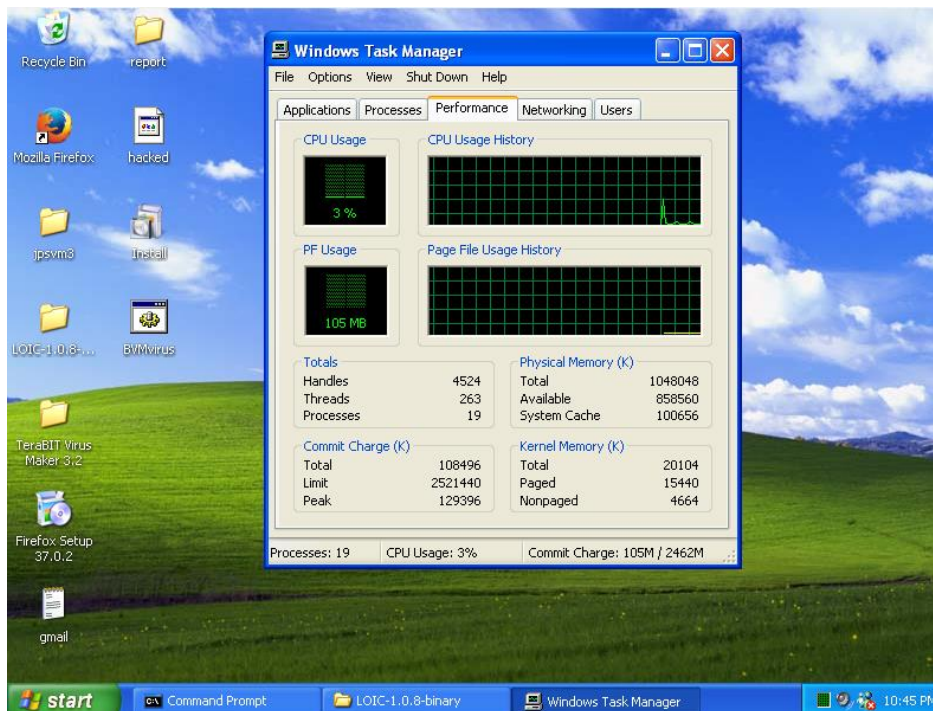 Recycle Bin
report
Mozilla Firefox
hacked
jpsvm3
Install
LOIC-1.0.8-...
BVMvirus
TeraBIT Virus
Maker 3.2
Firefox Setup
37.0.2
gmail
Windows Task Manager
File Options View Shut Down Help
Applications Processes Performance Networking Users
CPU Usage
CPU Usage History
3 %
PF Usage
Page File Usage History
105 MB
Totals
Handles 4524
Threads 263
Processes 19
Physical Memory (K)
Total 1048048
Available 858560
System Cache 100656
Commit Charge (K)
Total 108496
Limit 2521440
Peak 129396
Kernel Memory (K)
Total 20104
Paged 15440
Nonpaged 4664
Processes: 19 CPU Usage: 3% Commit Charge: 105M / 2462M
start Command Prompt LOIC-1.0.8-binary Windows Task Manager 10:45 PM